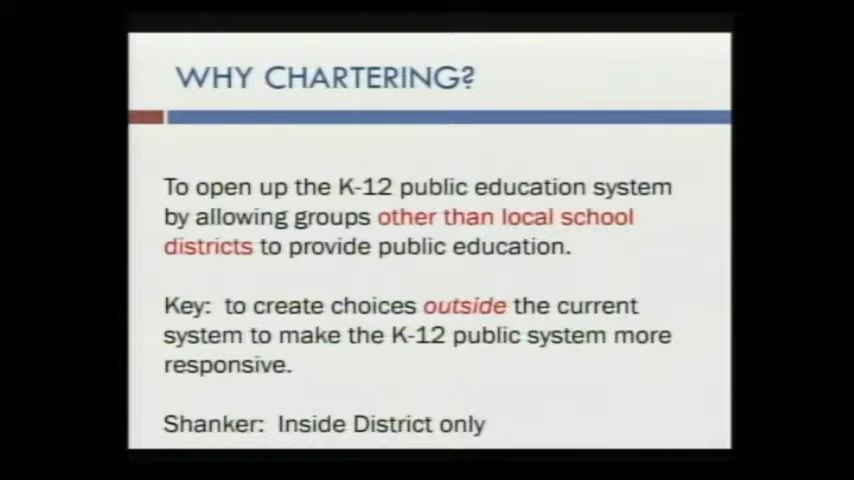 WHY CHARTERING?
To open up the K-12 public education system
by allowing groups other than local school
districts to provide public education.
Key: to create choices outside the current
system to make the K-12 public system more
responsive.
Shanker: Inside District only